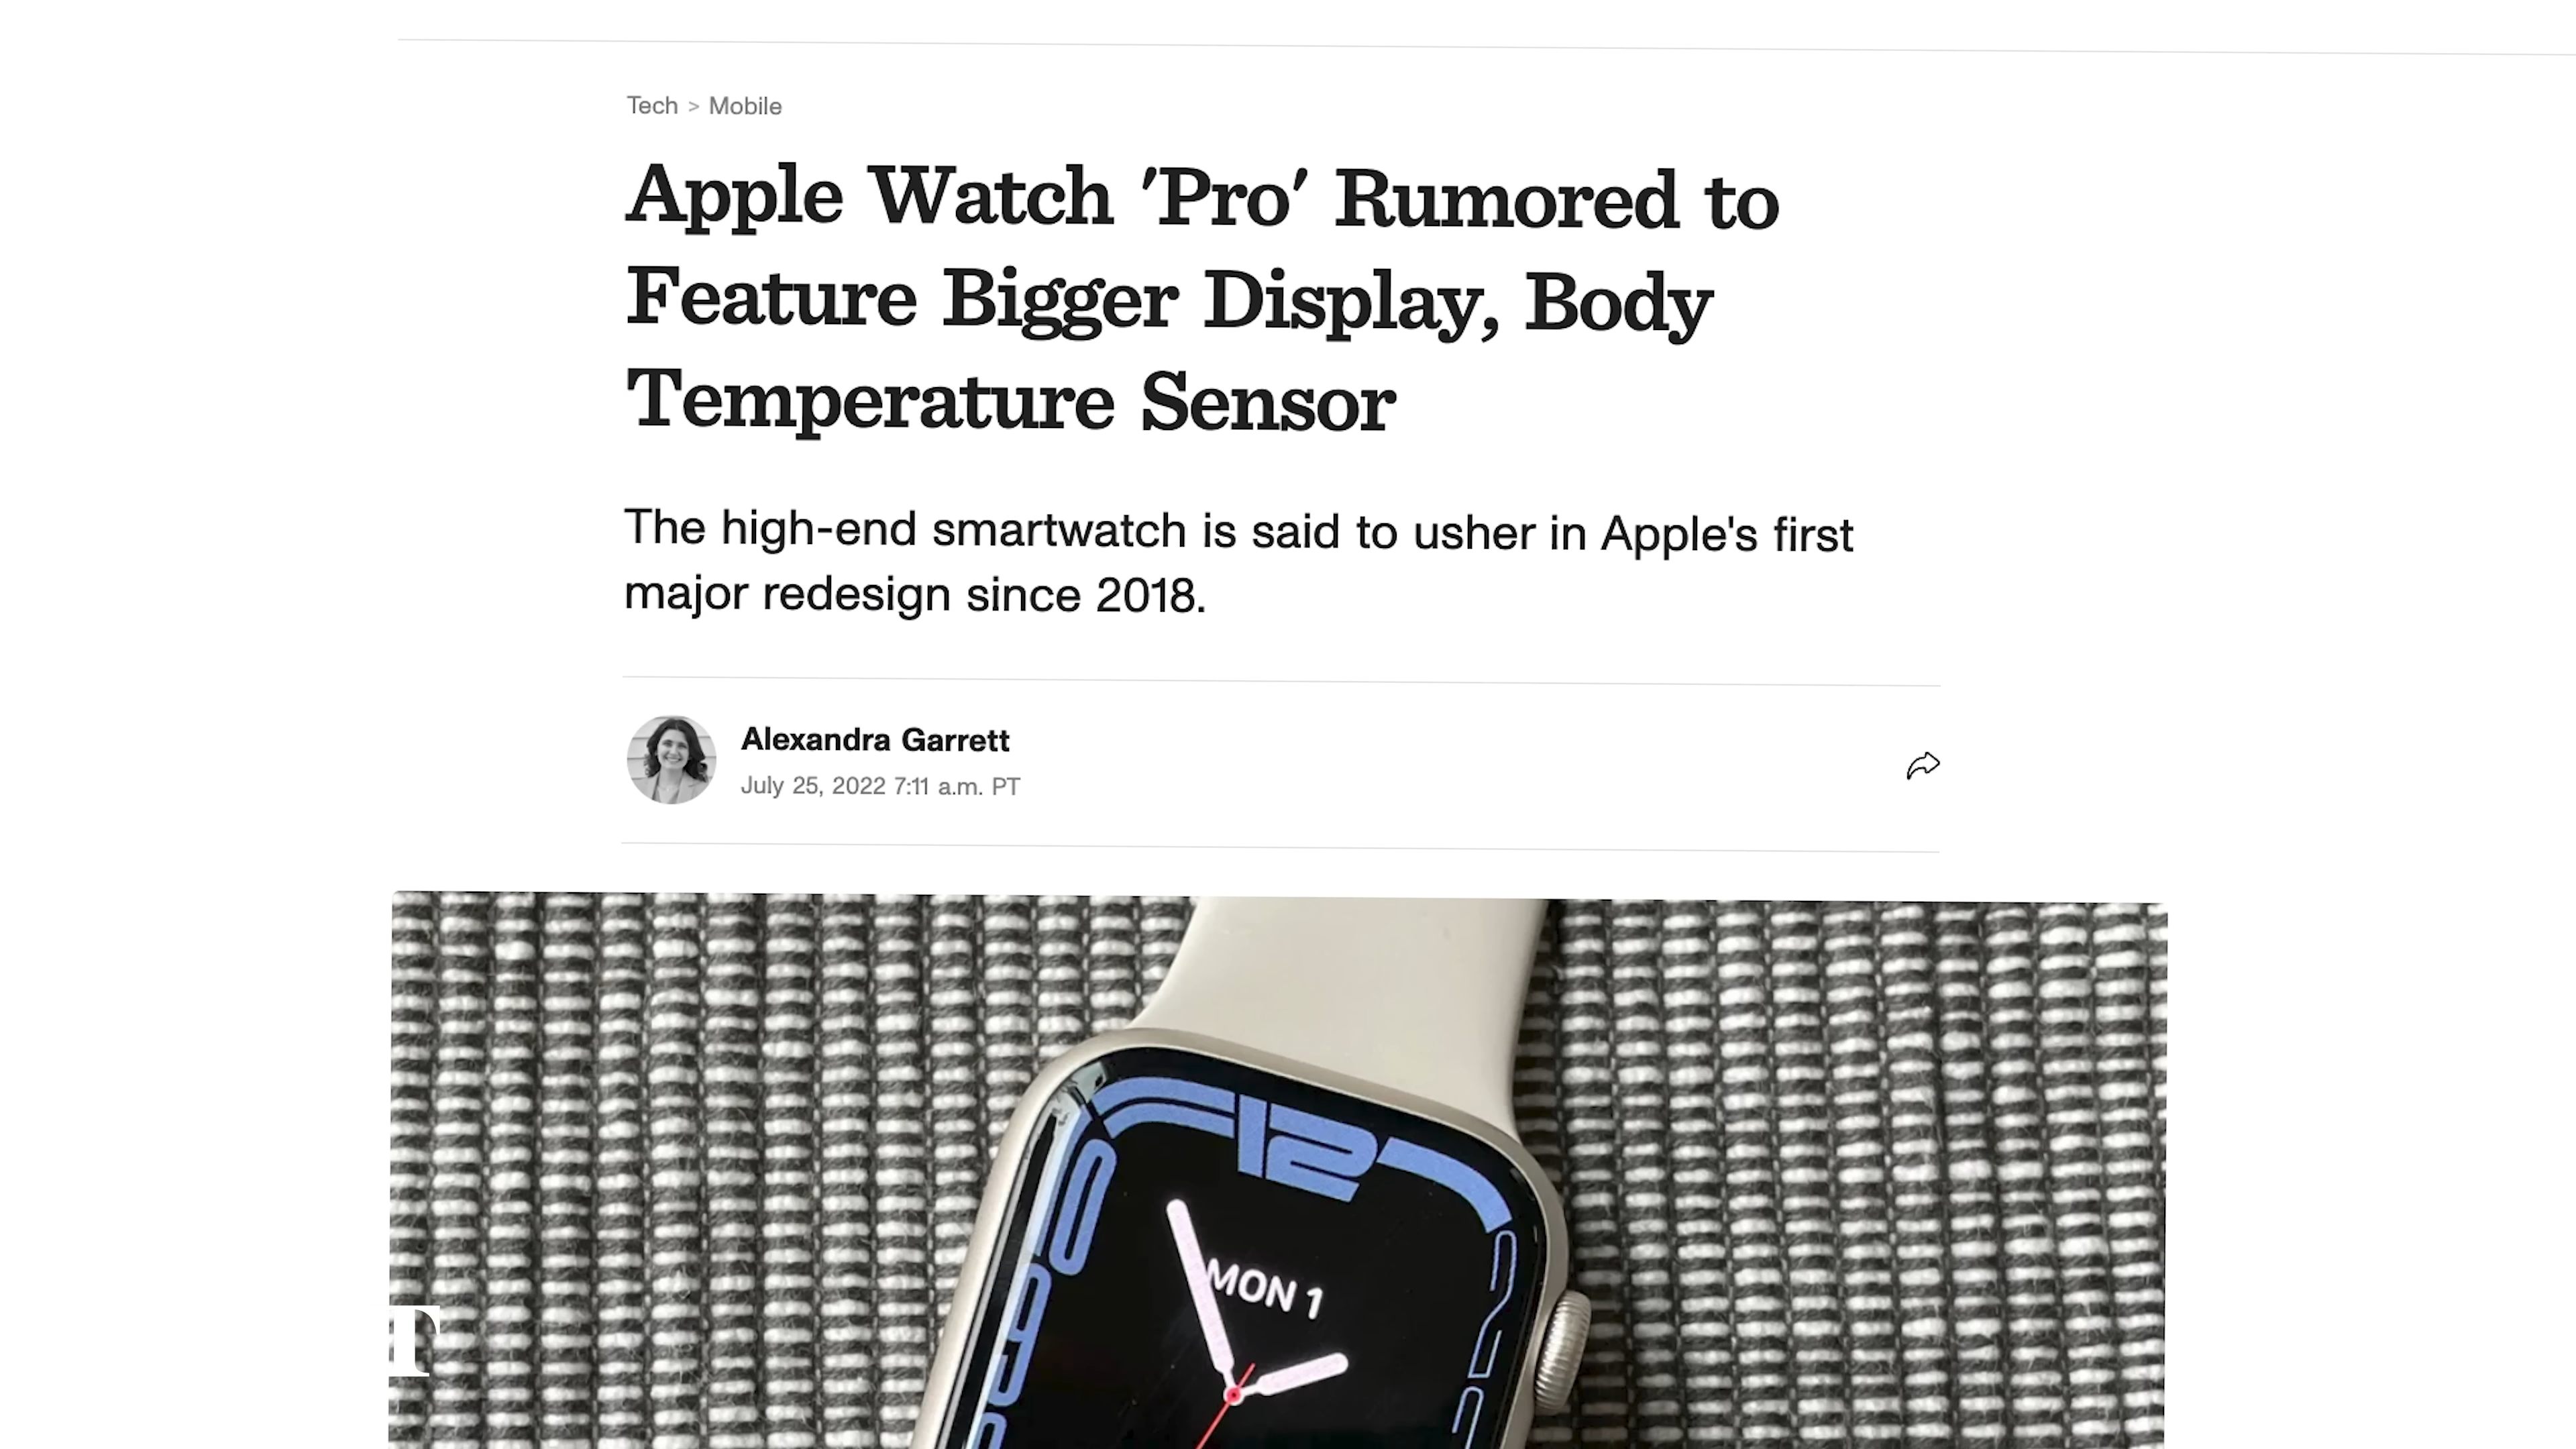 Tech > Mobile
Apple Watch 'Pro' Rumored to
Feature Bigger Display, Body
Temperature Sensor
The high-end smartwatch is said to usher in Apple's first
major redesign since 2018.
Alexandra Garrett
July 25, 2022 7:11 a.m. PT
12
MON 1
T